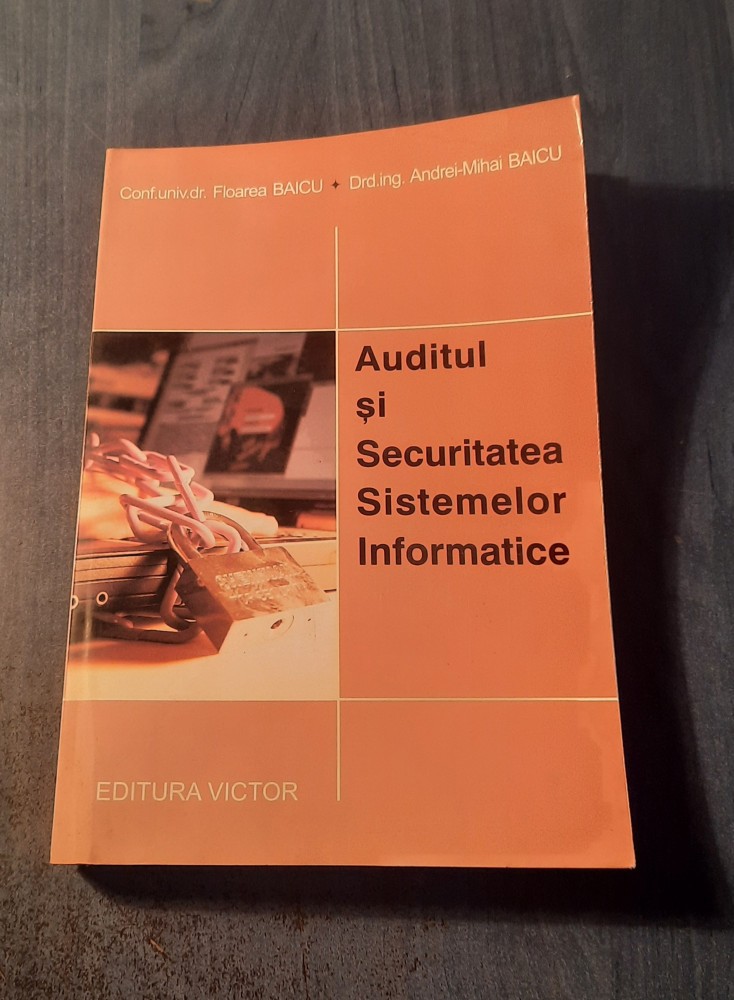 Conf.univ.dr. Floarea BAICU ✦ Drd.ing. Andrei-Mihai BAICU
Auditul
și
Securitatea
Sistemelor
Informatice
EDITURA VICTOR